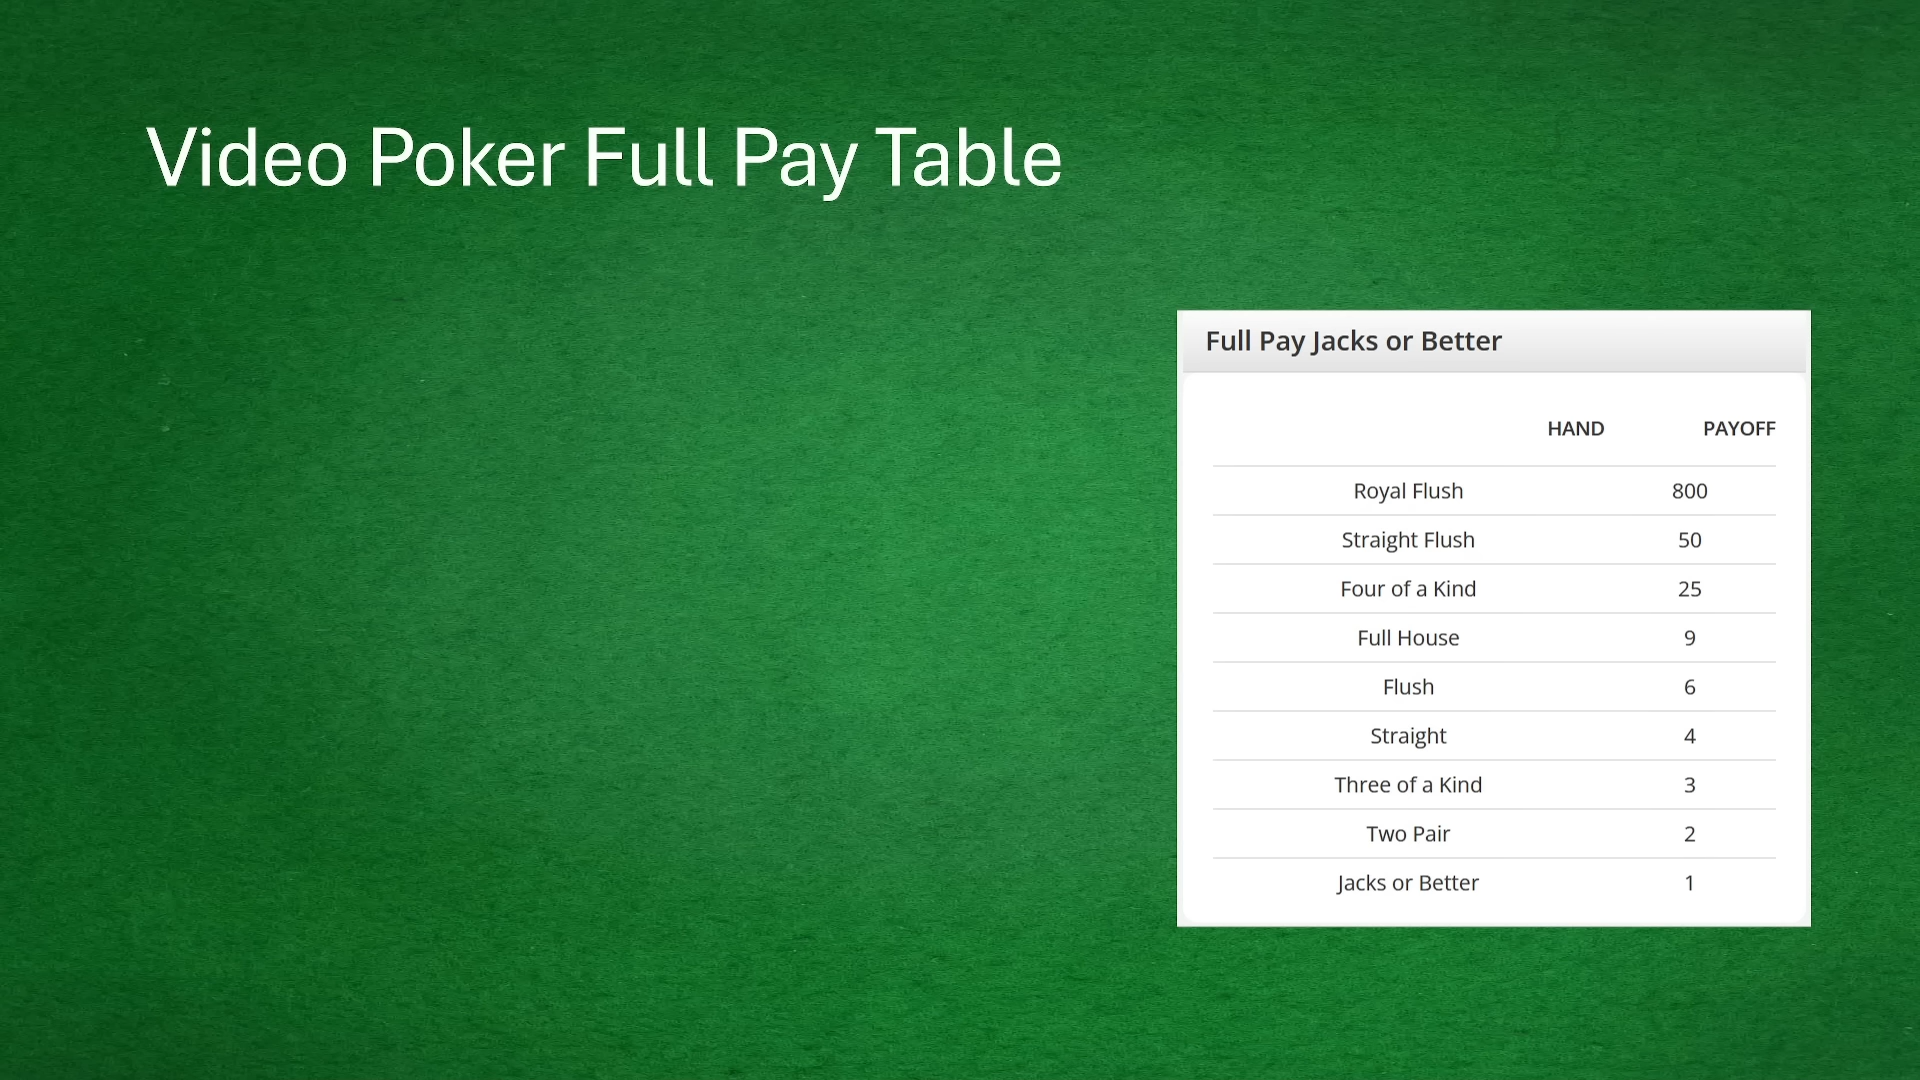 Video Poker Full Pay Table
Full Pay Jacks or Better
HAND PAYOFF
Royal Flush 800
Straight Flush 50
Four of a Kind 25
Full House 9
Flush 6
Straight 4
Three of a Kind 3
Two Pair 2
Jacks or Better 1